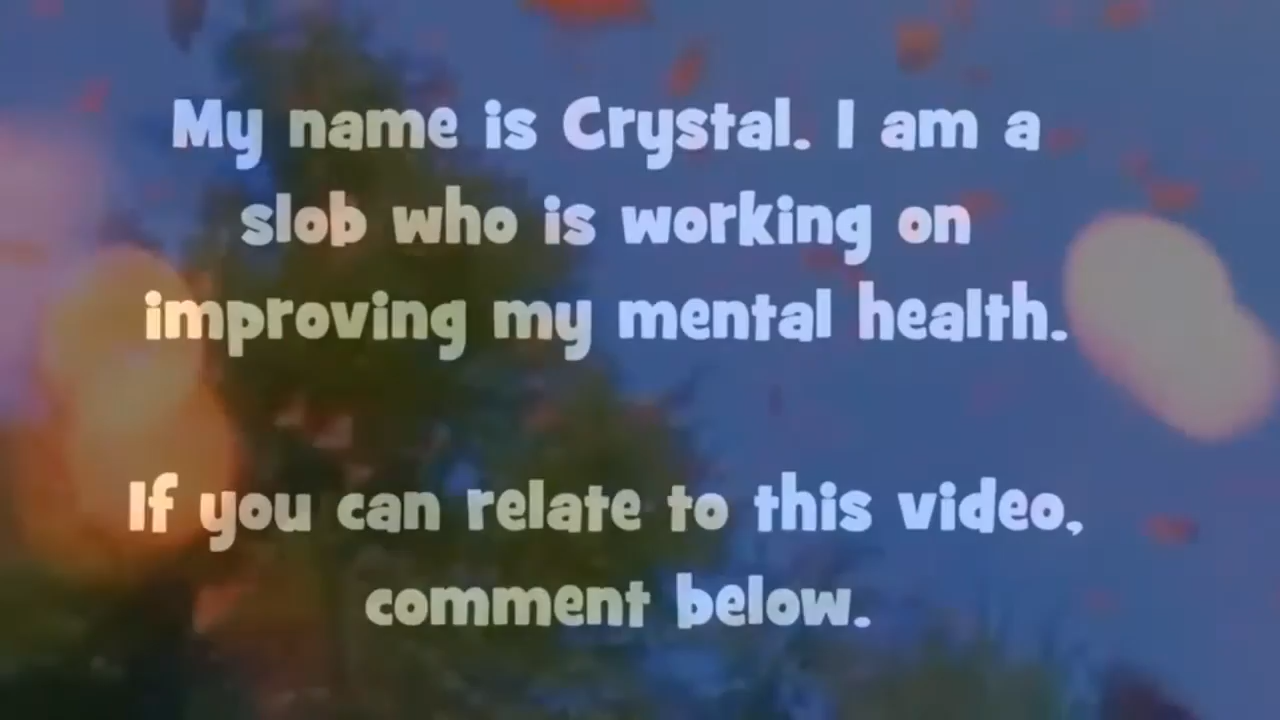 My name is Crystal. I am a
slob who is working on
improving my mental health.
If you can relate to this video,
comment below.